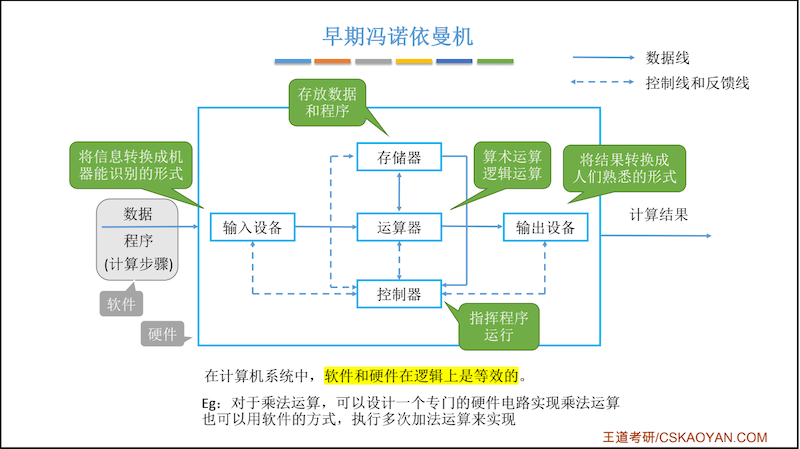 早期冯诺依曼机
数据线
控制线和反馈线
存放数据
和程序
将信息转换成机
器能识别的形式
存储器
算术运算
逻辑运算
将结果转换成
人们熟悉的形式
数据
程序
(计算步骤)
输入设备
运算器
输出设备
计算结果
软件
控制器
硬件
指挥程序
运行
在计算机系统中，软件和硬件在逻辑上是等效的。
Eg：对于乘法运算，可以设计一个专门的硬件电路实现乘法运算
也可以用软件的方式，执行多次加法运算来实现
王道考研/CSKAOYAN.COM